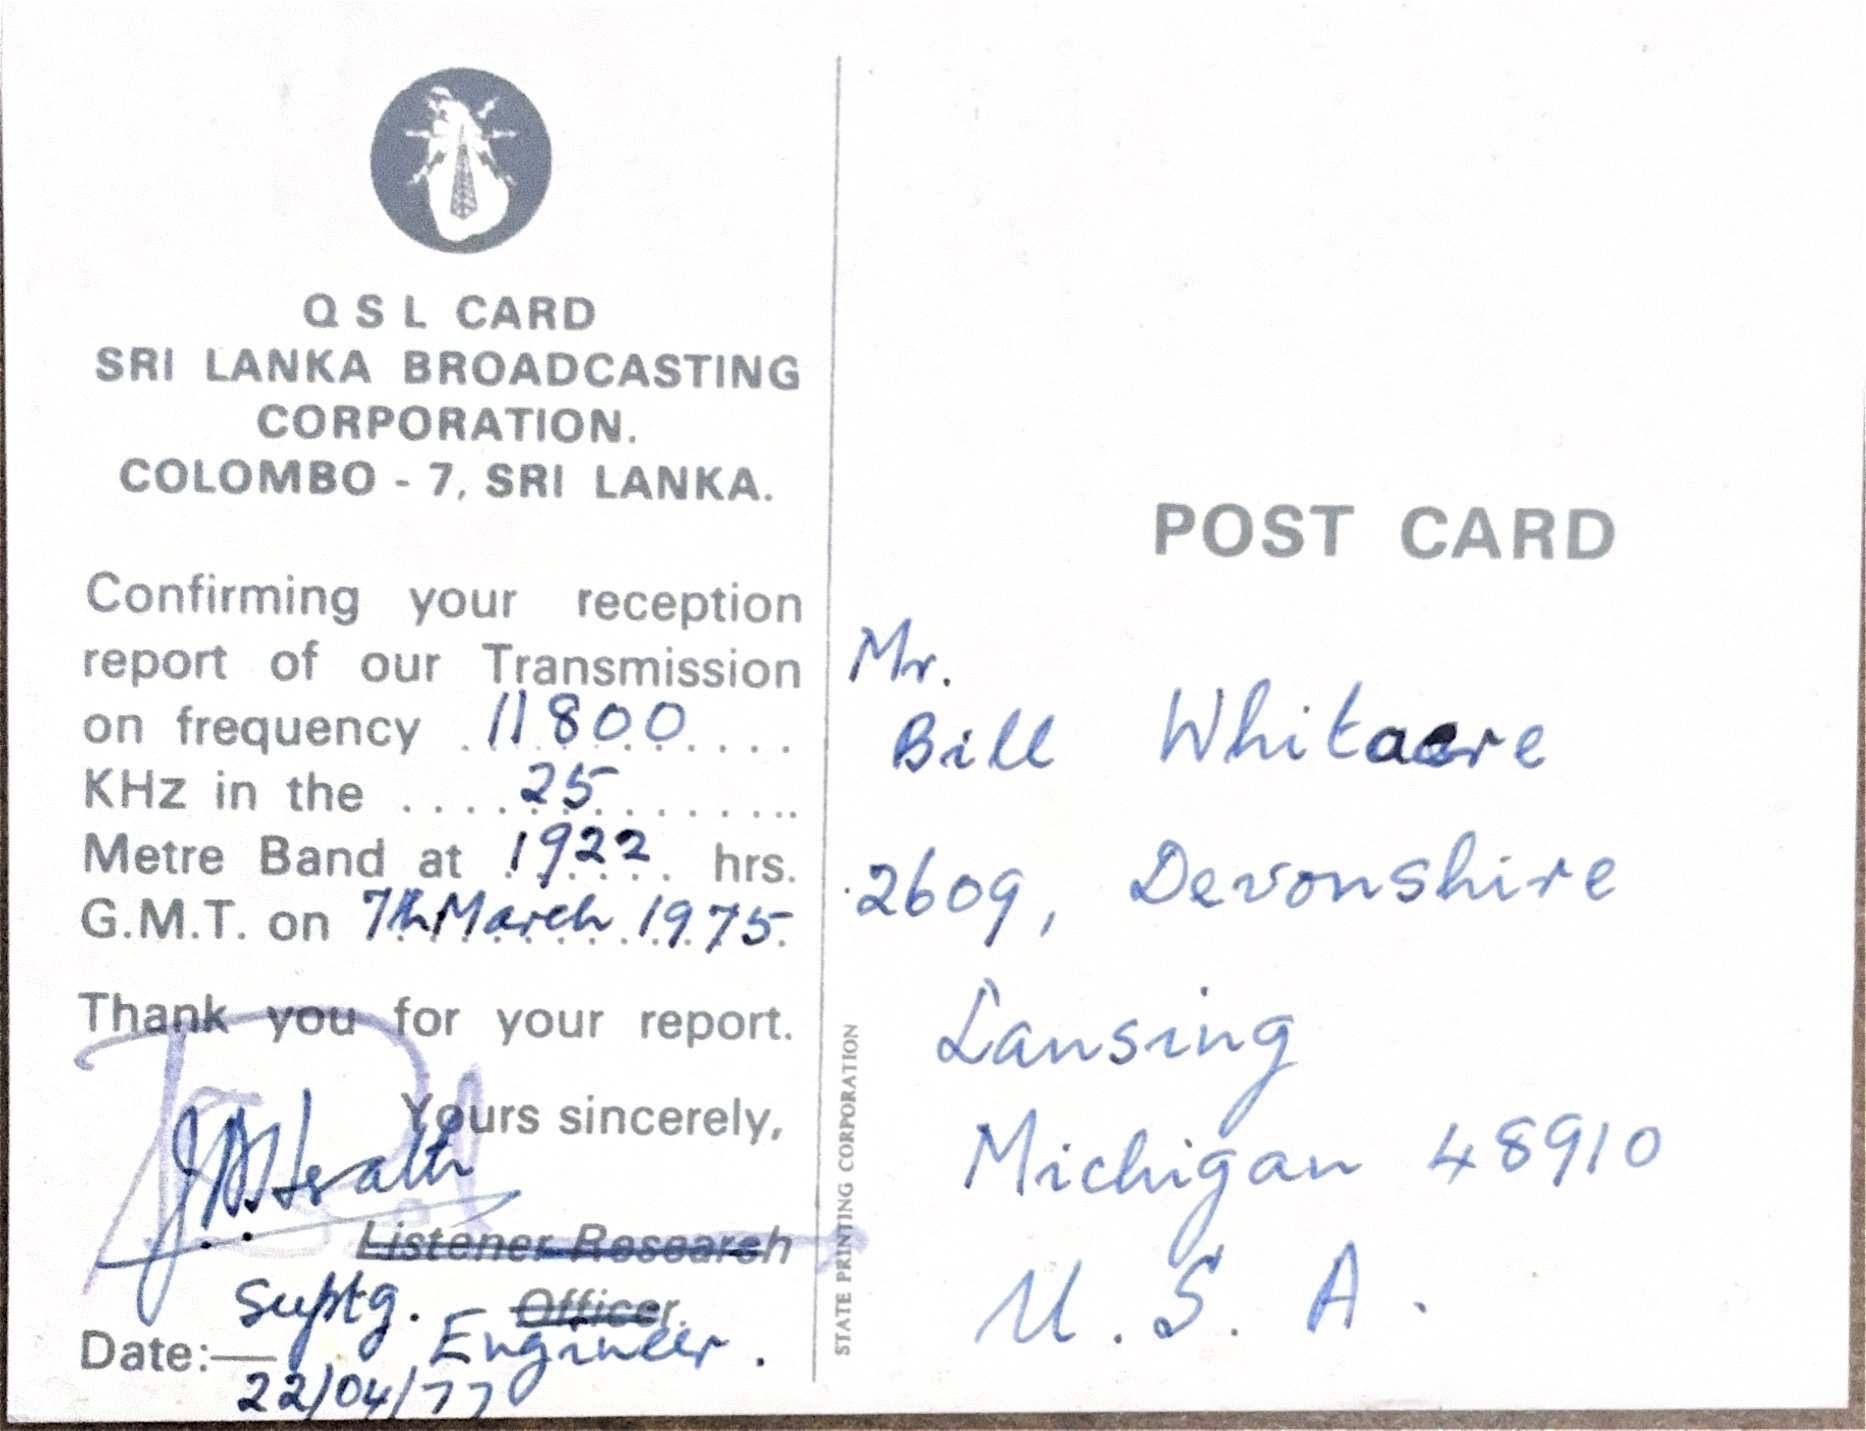 Q S L CARD
SRI LANKA BROADCASTING
CORPORATION.
COLOMBO - 7, SRI LANKA.
Confirming your reception
report of our Transmission
on frequency 11800
KHz in the 25
Metre Band at 1922 hrs.
G.M.T. on 7th March 1975
Thank you for your report.
Yours sincerely,
Listener Research
Officer.
Suptg. Engineer.
Date:— 22/04/77
STATE PRINTING CORPORATION
POST CARD
Mr.
Bill Whitacre
2609, Devonshire
Lansing
Michigan 48910
U. S. A.